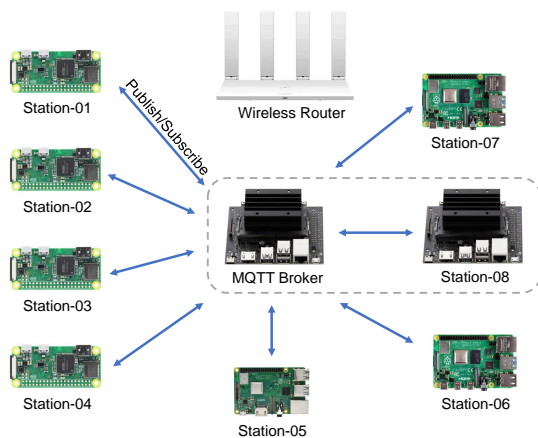 Station-01
Publish/Subscribe
Wireless Router
Station-07
Station-02
MQTT Broker
Station-08
Station-03
Station-04
Station-05
Station-06